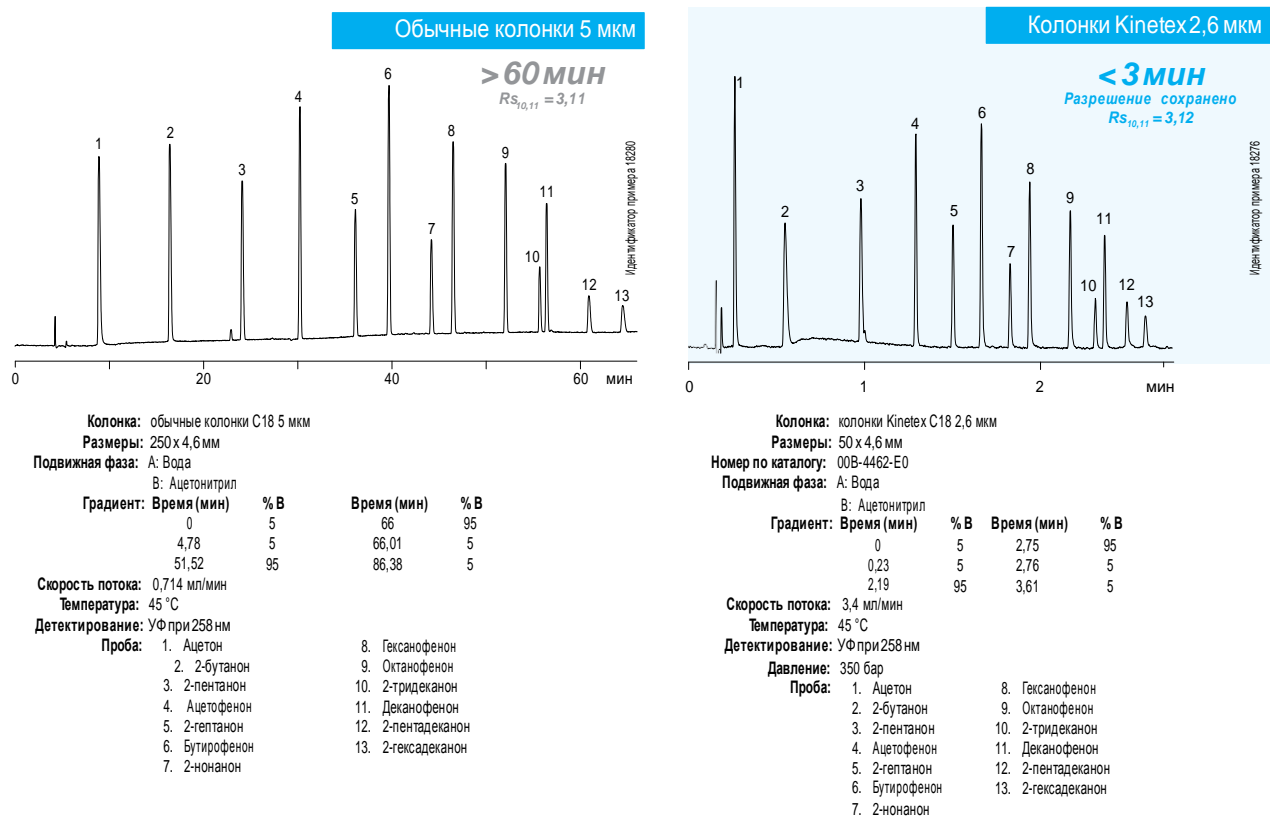 Обычные колонки 5 мкм
> 60 мин
Rs10,11 = 3,11
1
2
3
4
5
6
7
8
9
10
11
12
13
Идентификатор примера 18280
0
20
40
60
мин
Колонка: обычные колонки C18 5 мкм
Размеры: 250 x 4,6 мм
Подвижная фаза: А: Вода
В: Ацетонитрил
Градиент: Время (мин) % В Время (мин) % В
0 5 66 95
4,78 5 66,01 5
51,52 95 86,38 5
Скорость потока: 0,714 мл/мин
Температура: 45 °C
Детектирование: УФ при 258 нм
Проба: 1. Ацетон 8. Гексанофенон
2. 2-бутанон 9. Октанофенон
3. 2-пентанон 10. 2-тридеканон
4. Ацетофенон 11. Деканофенон
5. 2-гептанон 12. 2-пентадеканон
6. Бутирофенон 13. 2-гексадеканон
7. 2-нонанон
Колонки Kinetex 2,6 мкм
< 3 мин
Разрешение сохранено
Rs10,11 = 3,12
1
2
3
4
5
6
7
8
9
10
11
12
13
Идентификатор примера 18276
0
1
2
мин
Колонка: колонки Kinetex C18 2,6 мкм
Размеры: 50 x 4,6 мм
Номер по каталогу: 00B-4462-E0
Подвижная фаза: А: Вода
В: Ацетонитрил
Градиент: Время (мин) % В Время (мин) % В
0 5 2,75 95
0,23 5 2,76 5
2,19 95 3,61 5
Скорость потока: 3,4 мл/мин
Температура: 45 °C
Детектирование: УФ при 258 нм
Давление: 350 бар
Проба: 1. Ацетон 8. Гексанофенон
2. 2-бутанон 9. Октанофенон
3. 2-пентанон 10. 2-тридеканон
4. Ацетофенон 11. Деканофенон
5. 2-гептанон 12. 2-пентадеканон
6. Бутирофенон 13. 2-гексадеканон
7. 2-нонанон